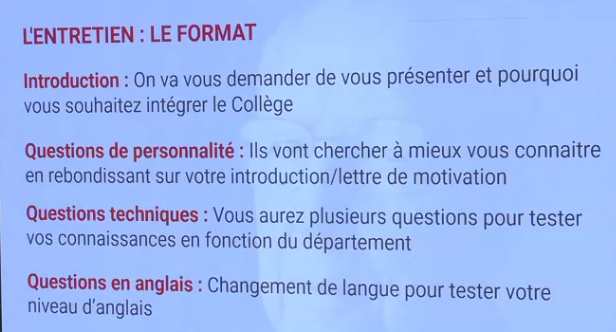 L'ENTRETIEN : LE FORMAT
Introduction : On va vous demander de vous présenter et pourquoi
vous souhaitez intégrer le Collège
Questions de personnalité : Ils vont chercher à mieux vous connaitre
en rebondissant sur votre introduction/lettre de motivation
Questions techniques : Vous aurez plusieurs questions pour tester
vos connaissances en fonction du département
Questions en anglais : Changement de langue pour tester votre
niveau d'anglais